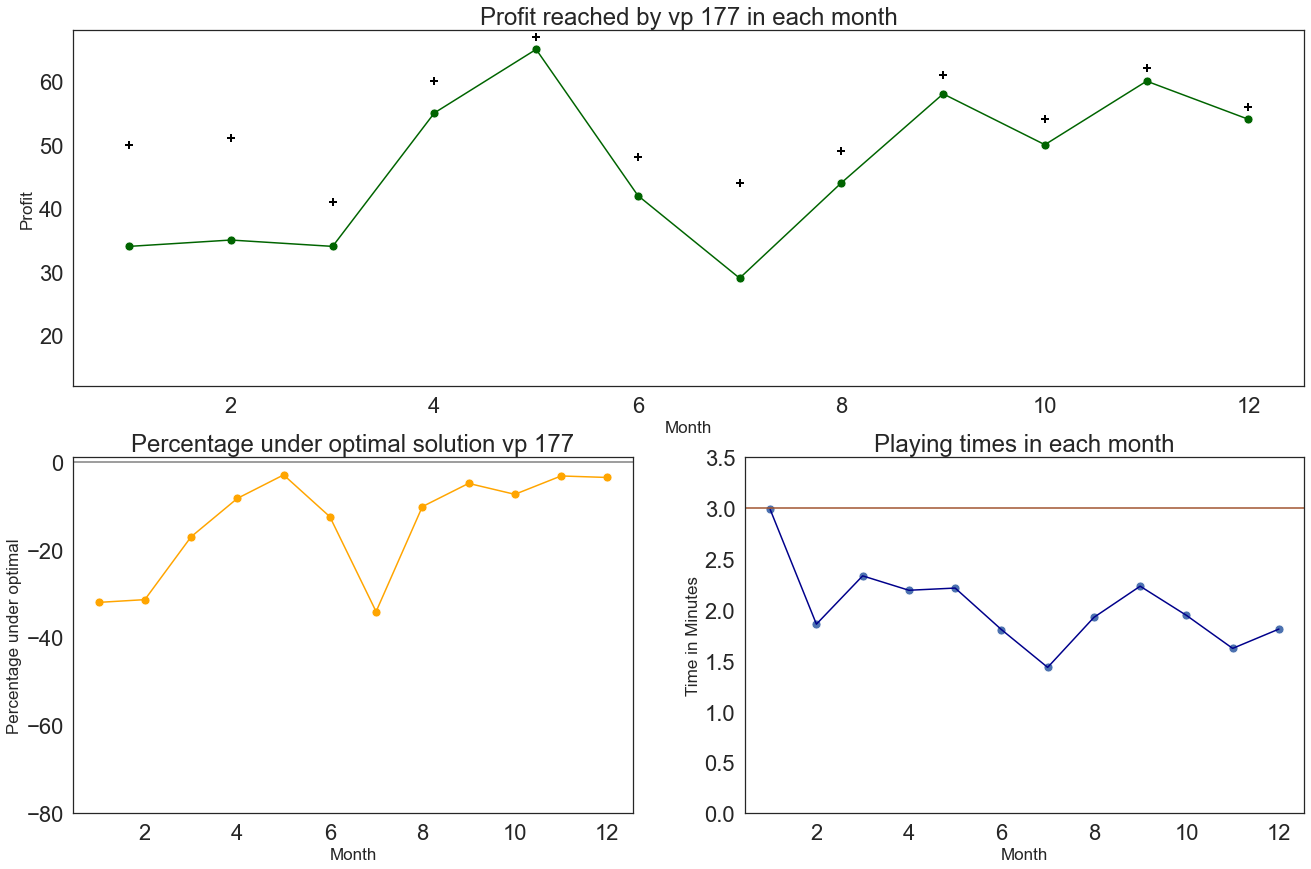 Profit reached by vp 177 in each month
Profit
60
50
40
30
20
2 4 6 8 10 12
Month
Percentage under optimal solution vp 177
Percentage under optimal
0
−20
−40
−60
−80
2 4 6 8 10 12
Month
Playing times in each month
Time in Minutes
3.5
3.0
2.5
2.0
1.5
1.0
0.5
0.0
2 4 6 8 10 12
Month